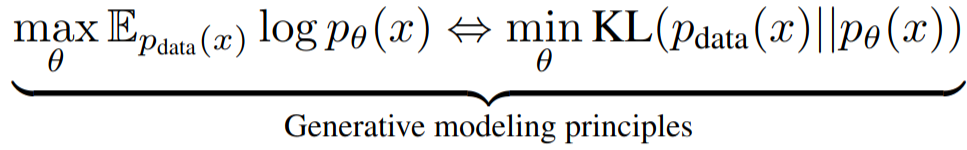 max_θ 𝔼_{p_data(x)} log p_θ(x) ⇔ min_θ KL(p_data(x)||p_θ(x))
Generative modeling principles